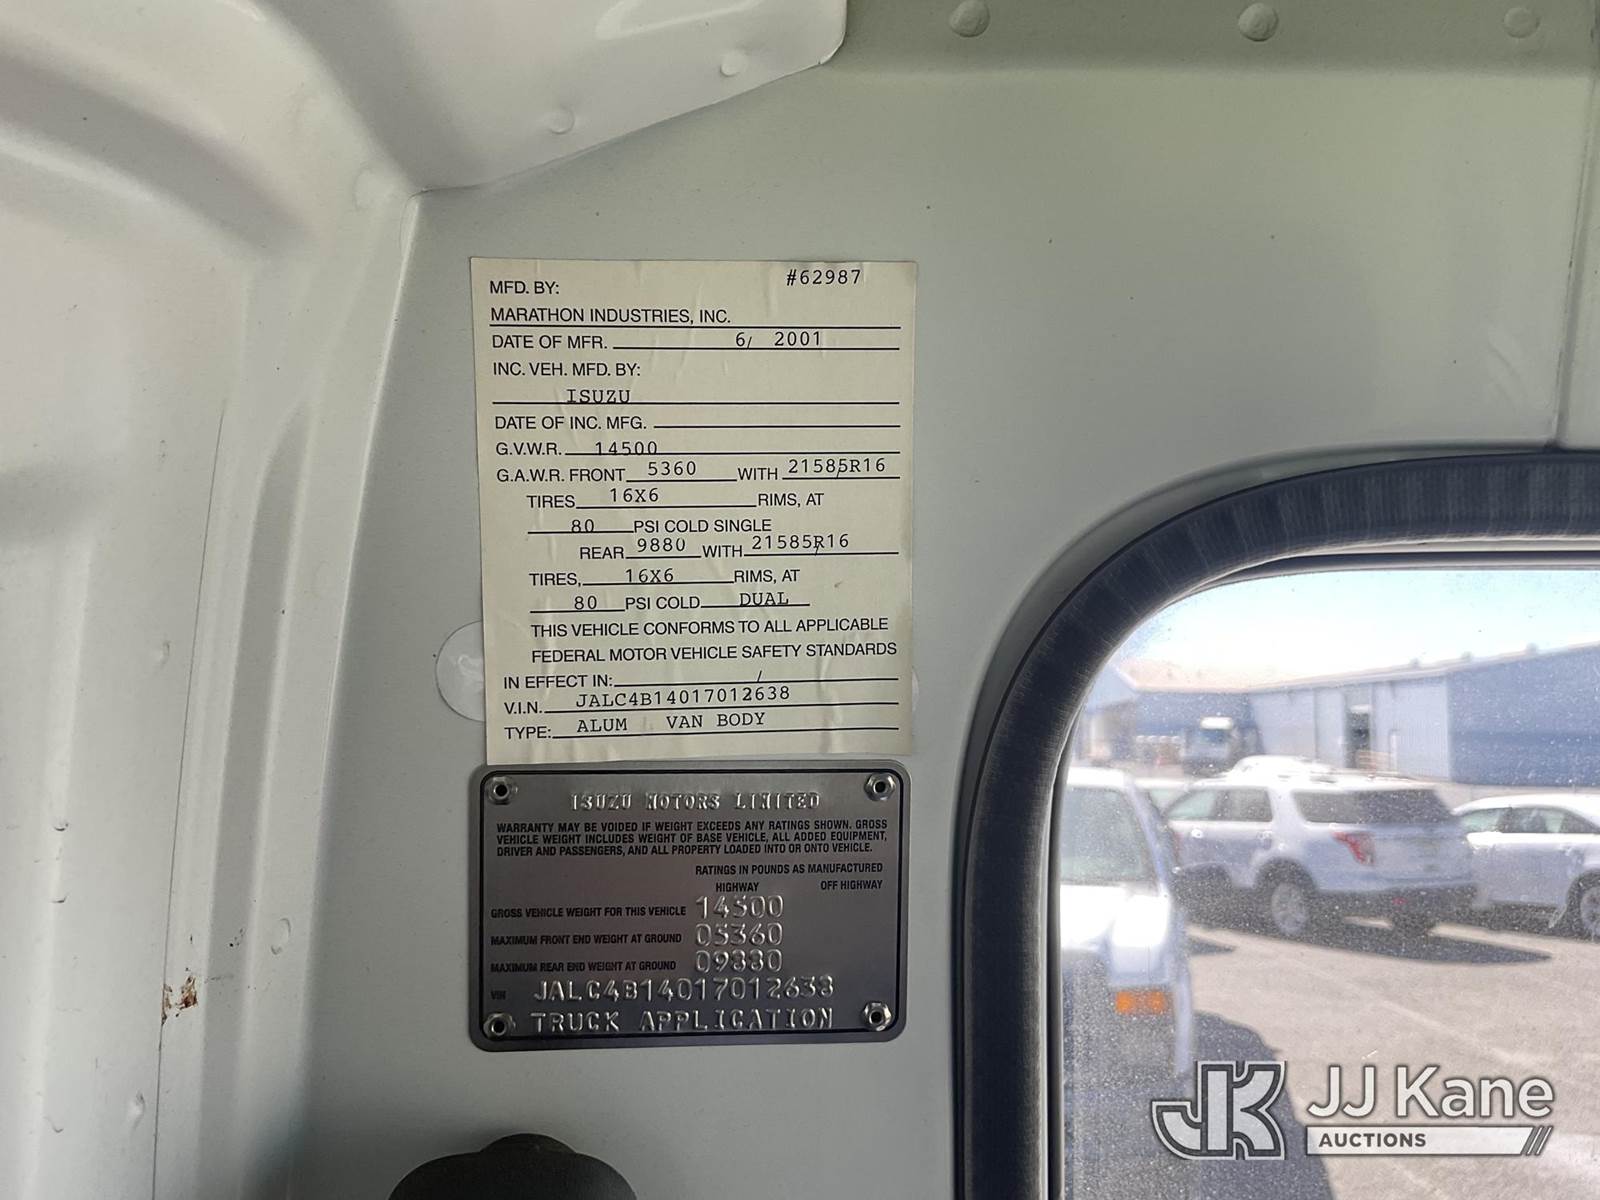 #62987
MFD. BY:
MARATHON INDUSTRIES, INC.
DATE OF MFR. 6/ 2001
INC. VEH. MFD. BY:
ISUZU
DATE OF INC. MFG.
G.V.W.R. 14500
G.A.W.R. FRONT 5360 WITH 21585R16
TIRES 16X6 RIMS, AT
80 PSI COLD SINGLE
REAR 9880 WITH 21585R16
TIRES, 16X6 RIMS, AT
80 PSI COLD DUAL
THIS VEHICLE CONFORMS TO ALL APPLICABLE
FEDERAL MOTOR VEHICLE SAFETY STANDARDS
IN EFFECT IN: /
V.I.N. JALC4B14017012638
TYPE: ALUM VAN BODY
ISUZU MOTORS LIMITED
WARRANTY MAY BE VOIDED IF WEIGHT EXCEEDS ANY RATINGS SHOWN. GROSS
VEHICLE WEIGHT INCLUDES WEIGHT OF BASE VEHICLE, ALL ADDED EQUIPMENT,
DRIVER AND PASSENGERS, AND ALL PROPERTY LOADED INTO OR ONTO VEHICLE.
RATINGS IN POUNDS AS MANUFACTURED
HIGHWAY OFF HIGHWAY
GROSS VEHICLE WEIGHT FOR THIS VEHICLE 14500
MAXIMUM FRONT END WEIGHT AT GROUND 05360
MAXIMUM REAR END WEIGHT AT GROUND 09880
VIN JALC4B14017012638
TRUCK APPLICATION
JK JJ Kane
AUCTIONS